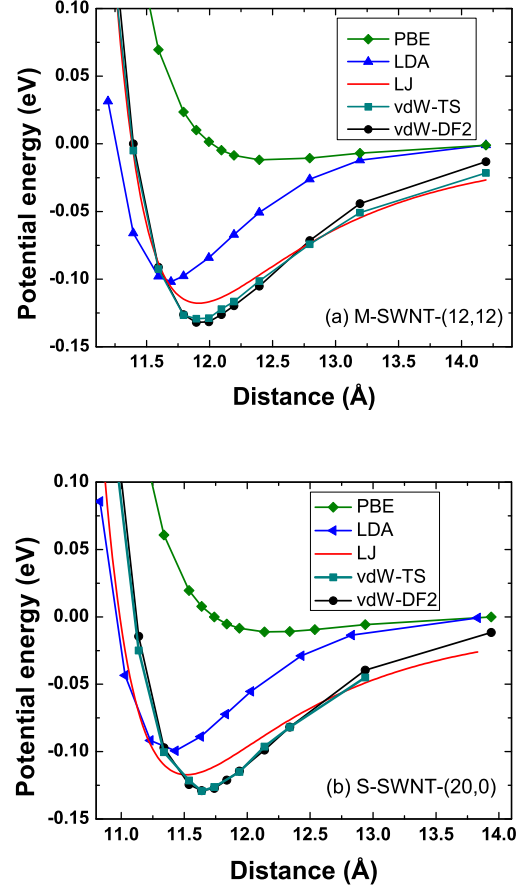 0.10
0.05
0.00
-0.05
-0.10
-0.15
Potential energy (eV)
PBE
LDA
LJ
vdW-TS
vdW-DF2
(a) M-SWNT-(12,12)
11.5 12.0 12.5 13.0 13.5 14.0
Distance (Å)
0.10
0.05
0.00
-0.05
-0.10
-0.15
Potential energy (eV)
PBE
LDA
LJ
vdW-TS
vdW-DF2
(b) S-SWNT-(20,0)
11.0 11.5 12.0 12.5 13.0 13.5 14.0
Distance (Å)